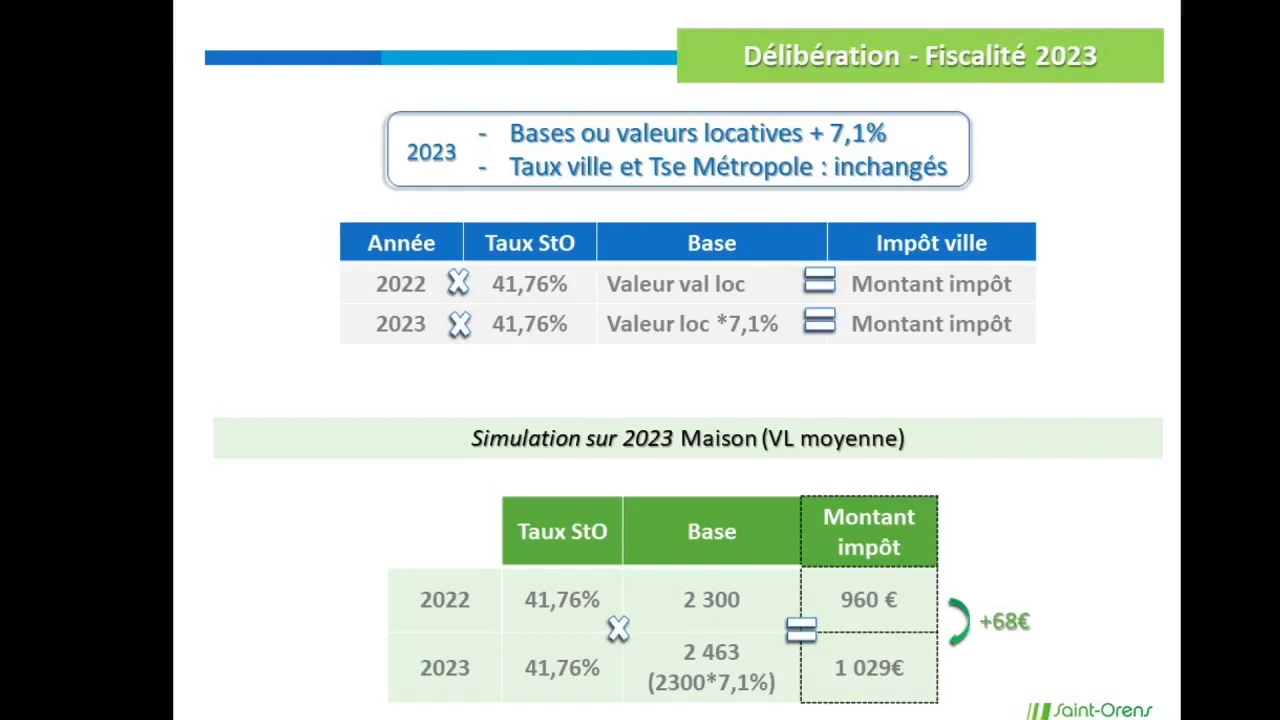 Délibération - Fiscalité 2023
2023
- Bases ou valeurs locatives + 7,1%
- Taux ville et Tse Métropole : inchangés
Année Taux StO Base Impôt ville
2022 41,76% Valeur val loc Montant impôt
2023 41,76% Valeur loc *7,1% Montant impôt
Simulation sur 2023 Maison (VL moyenne)
Taux StO Base Montant
impôt
2022 41,76% 2 300 960 €
+68€
2023 41,76% 2 463
(2300*7,1%) 1 029€
Saint-Orens